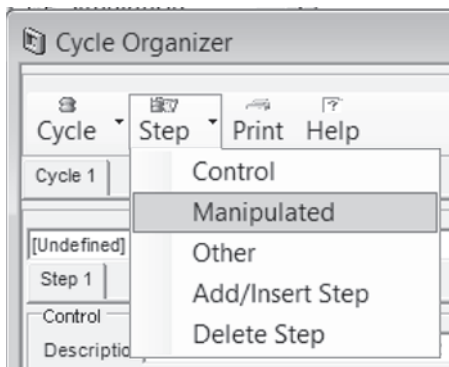 Cycle Organizer
Cycle Step Print Help
Cycle 1
Control
Manipulated
[Undefined]
Other
Step 1
Add/Insert Step
Control
Delete Step